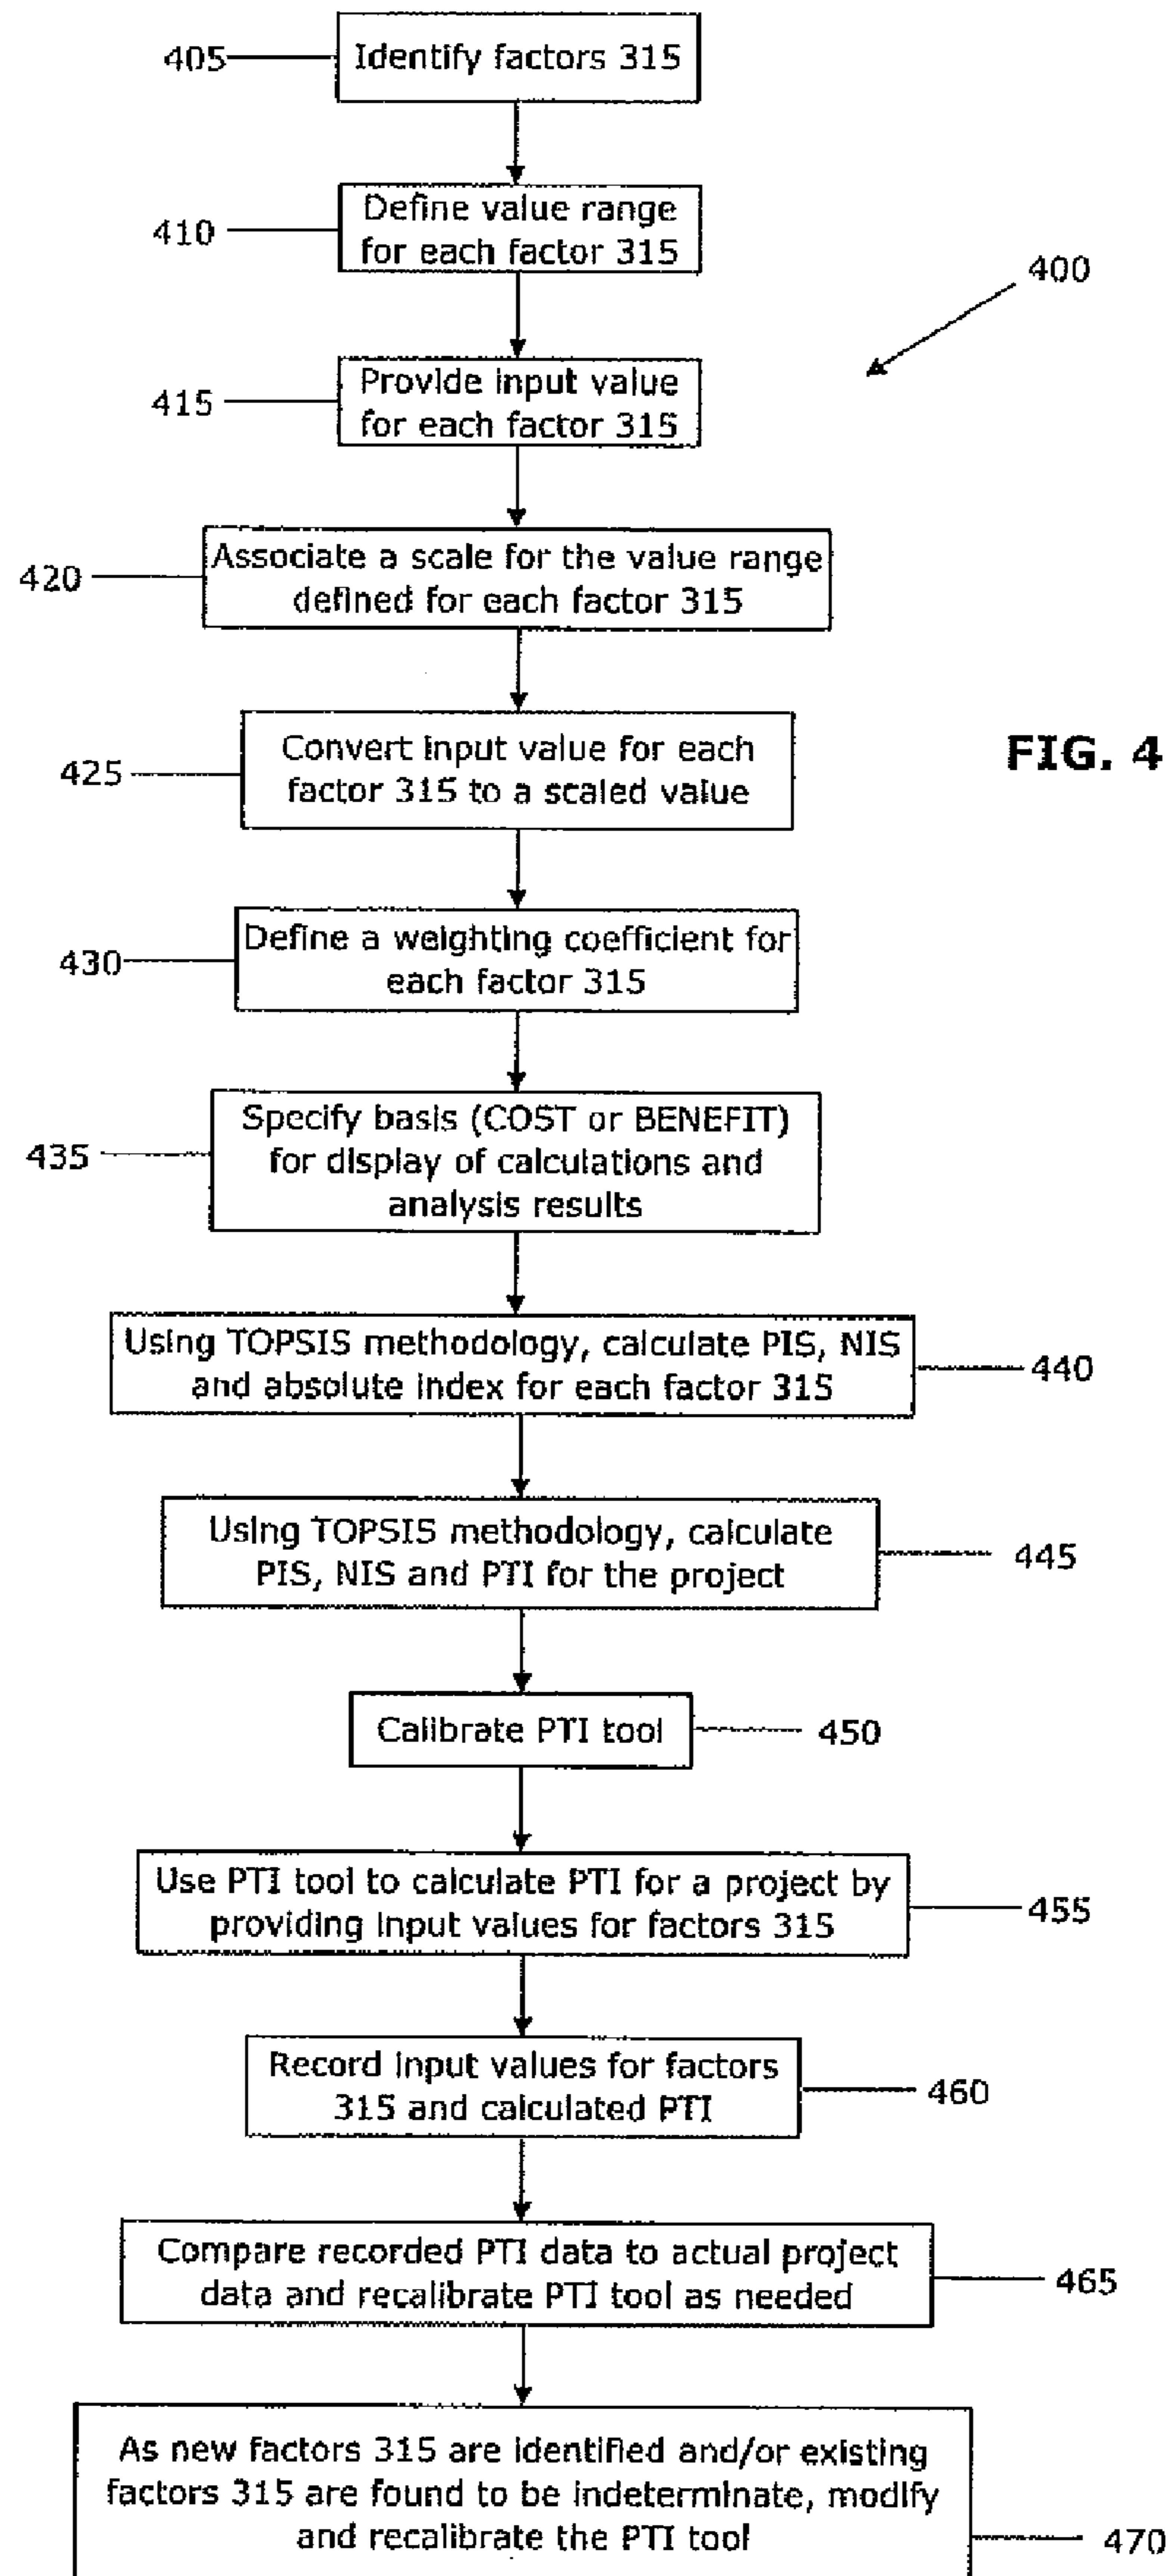 405
Identify factors 315
410
Define value range
for each factor 315
400
415
Provide input value
for each factor 315
420
Associate a scale for the value range
defined for each factor 315
425
Convert input value for each
factor 315 to a scaled value
FIG. 4
430
Define a weighting coefficient for
each factor 315
435
Specify basis (COST or BENEFIT)
for display of calculations and
analysis results
Using TOPSIS methodology, calculate PIS, NIS
and absolute index for each factor 315
440
Using TOPSIS methodology, calculate
PIS, NIS and PTI for the project
445
Calibrate PTI tool
450
Use PTI tool to calculate PTI for a project by
providing input values for factors 315
455
Record input values for factors
315 and calculated PTI
460
Compare recorded PTI data to actual project
data and recalibrate PTI tool as needed
465
As new factors 315 are identified and/or existing
factors 315 are found to be indeterminate, modify
and recalibrate the PTI tool
470